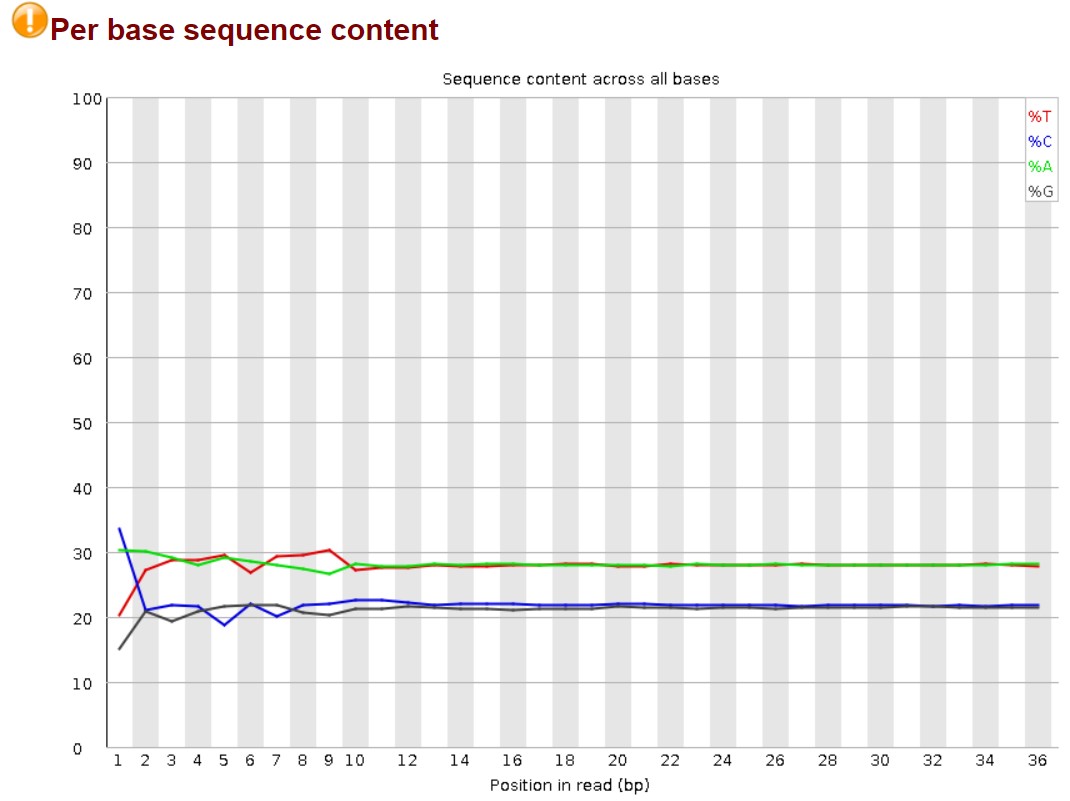 Per base sequence content
Sequence content across all bases
%T
%C
%A
%G
100
90
80
70
60
50
40
30
20
10
0
1 2 3 4 5 6 7 8 9 10 12 14 16 18 20 22 24 26 28 30 32 34 36
Position in read (bp)